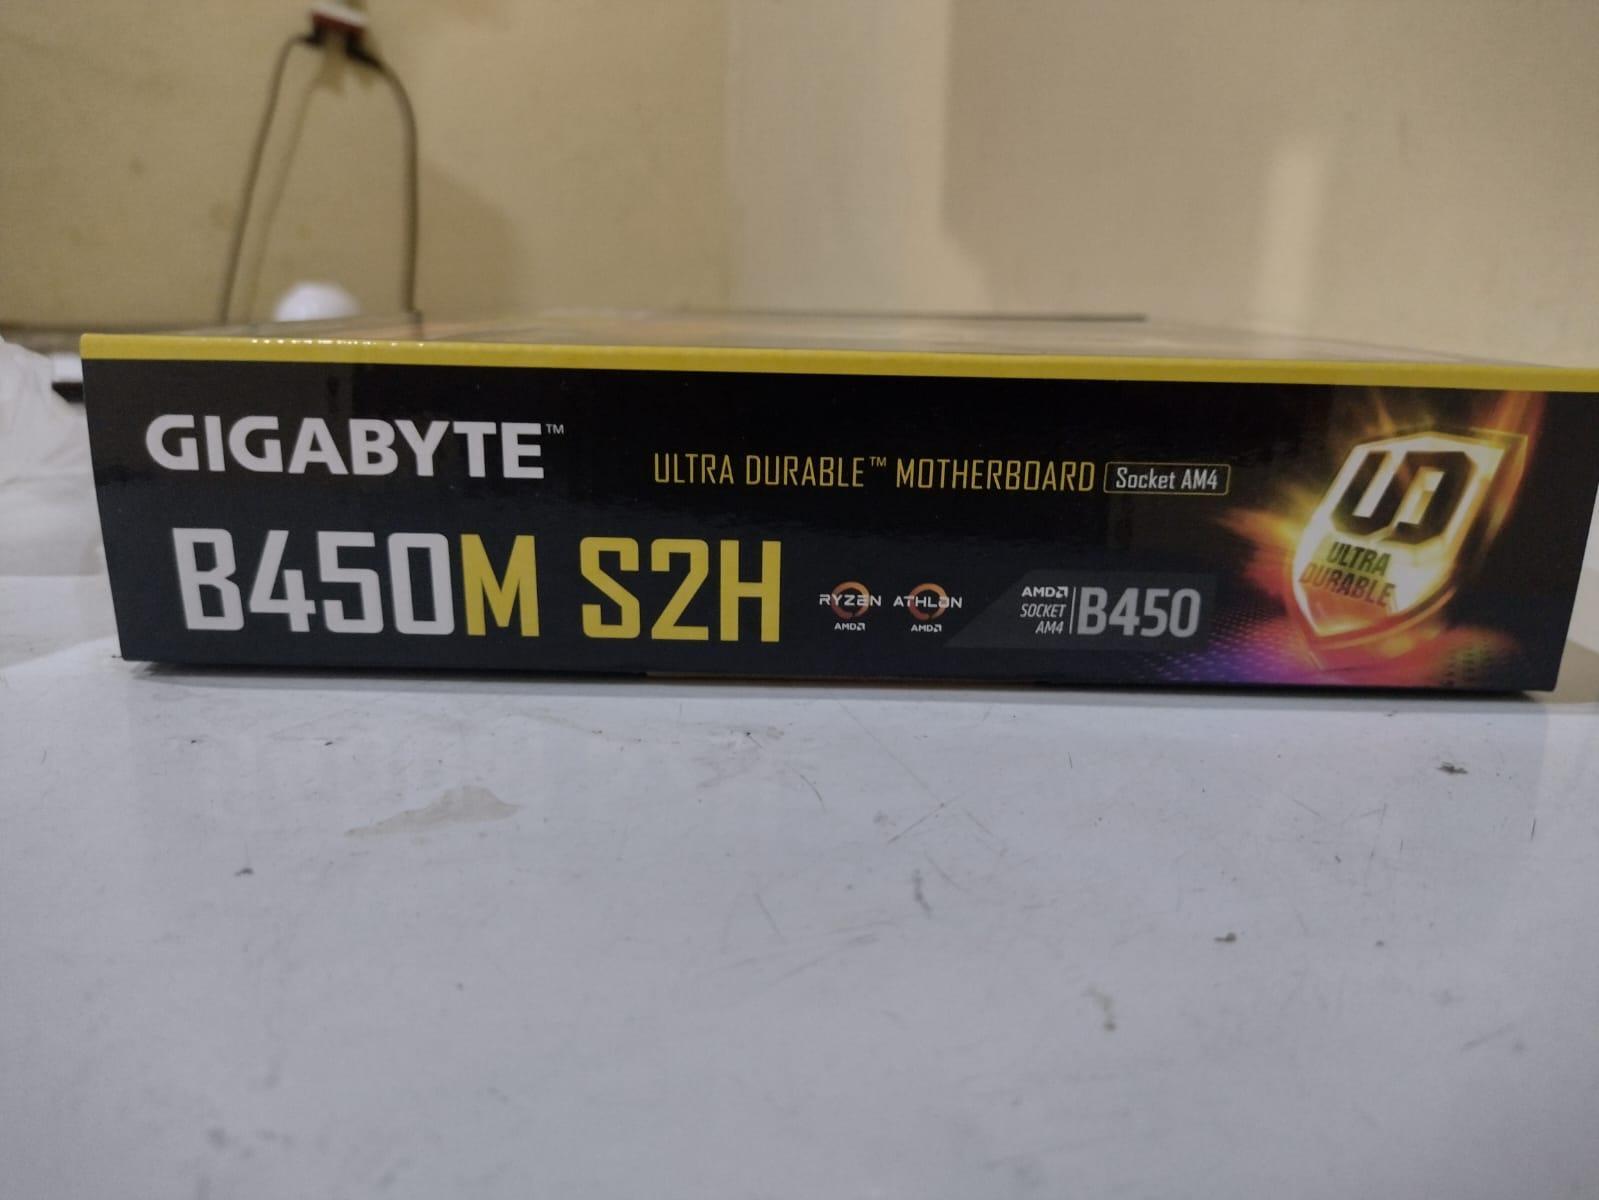 GIGABYTE™
ULTRA DURABLE™ MOTHERBOARD Socket AM4
B450M S2H
RYZEN
AMD
ATHLON
AMD
AMD
SOCKET
AM4
B450
UD
ULTRA
DURABLE